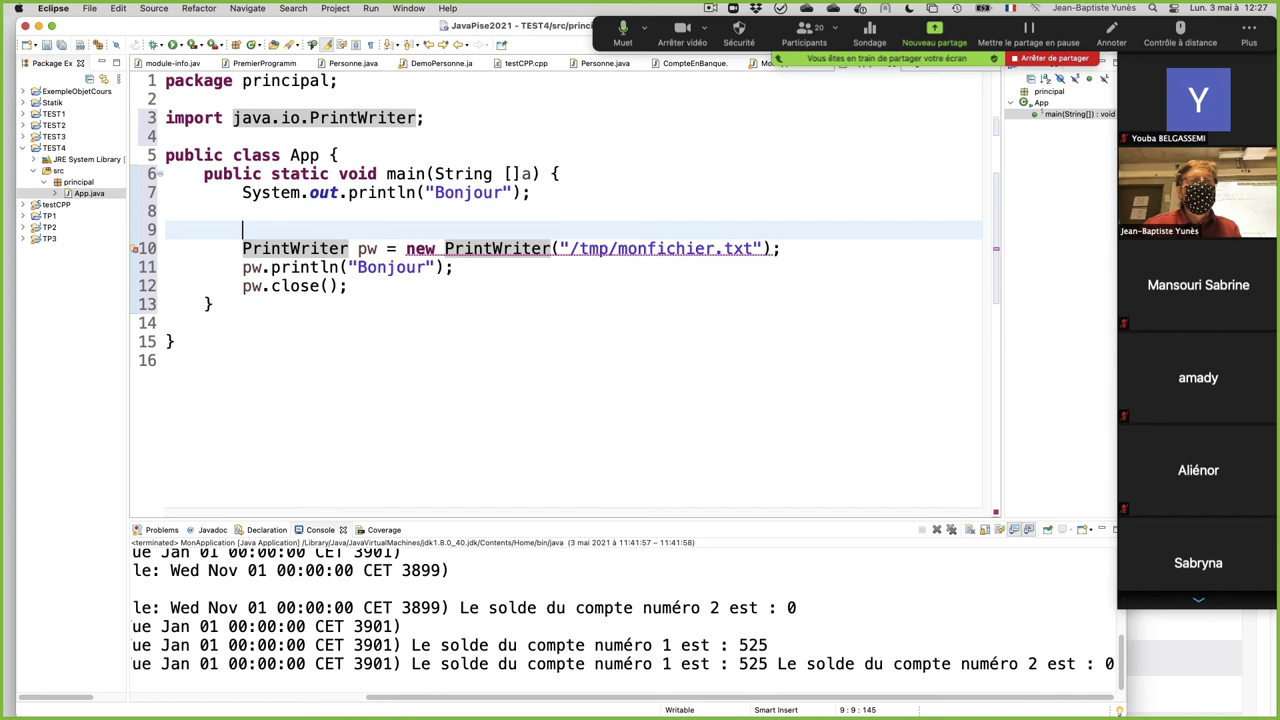 Eclipse File Edit Source Refactor Navigate Search Project Run Window Help Jean-Baptiste Yunès Lun. 3 mai à 12:27
JavaPise2021 - TEST4/src/princi
Muet Arrêter vidéo Sécurité Participants 20 Sondage Nouveau partage Mettre le partage en pause Annoter Contrôle à distance Plus
Vous êtes en train de partager votre écran Arrêter de partager
Package Ex
module-info.jav PremierProgramm Personne.java DemoPersonne.ja testCPP.cpp Personne.java CompteEnBanque.
ExempleObjetCours
Statik
TEST1
TEST2
TEST3
TEST4
JRE System Library
src
principal
App.java
testCPP
TP1
TP2
TP3
1 package principal;
2
3 import java.io.PrintWriter;
4
5 public class App {
6 public static void main(String []a) {
7 System.out.println("Bonjour");
8
9
10 PrintWriter pw = new PrintWriter("/tmp/monfichier.txt");
11 pw.println("Bonjour");
12 pw.close();
13 }
14
15 }
16
principal
App
main(String[]) : void
Y
Youba BELGASSEMI
Jean-Baptiste Yunès
Mansouri Sabrine
amady
Aliénor
Sabryna
Problems Javadoc Declaration Console Coverage
<terminated> MonApplication [Java Application] /Library/Java/JavaVirtualMachines/jdk1.8.0_40.jdk/Contents/Home/bin/java (3 mai 2021 à 11:41:57 – 11:41:58)
ue Jan 01 00:00:00 CET 3901)
le: Wed Nov 01 00:00:00 CET 3899)
le: Wed Nov 01 00:00:00 CET 3899) Le solde du compte numéro 2 est : 0
ue Jan 01 00:00:00 CET 3901)
ue Jan 01 00:00:00 CET 3901) Le solde du compte numéro 1 est : 525
ue Jan 01 00:00:00 CET 3901) Le solde du compte numéro 1 est : 525 Le solde du compte numéro 2 est : 0
Writable Smart Insert 9 : 9 : 145